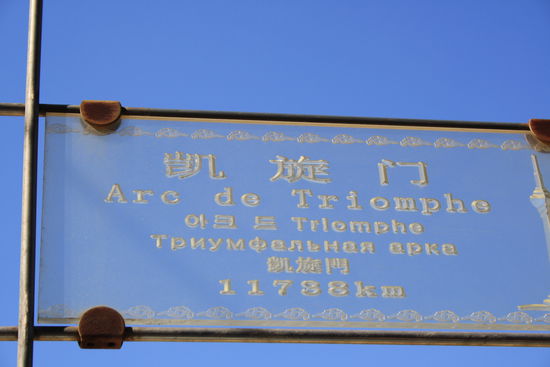 凯旋门
Arc de Triomphe
아크드 Triomphe
триумфальная арка
凱旋門
11738km